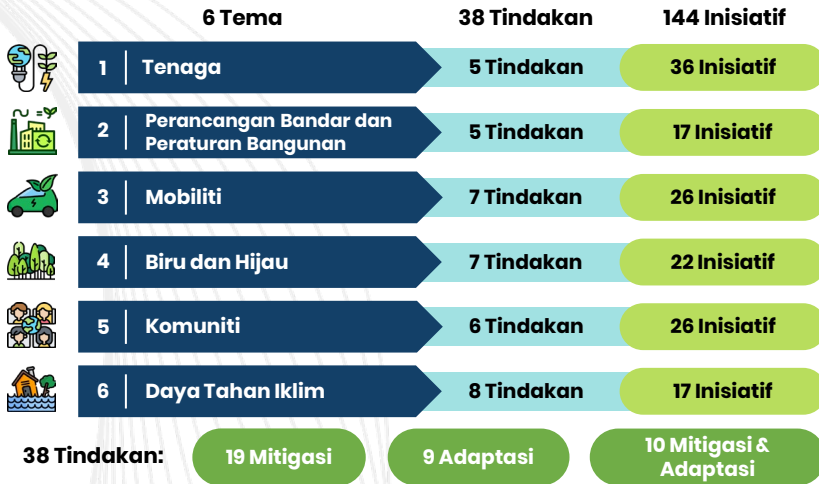 6 Tema 38 Tindakan 144 Inisiatif
1 Tenaga 5 Tindakan 36 Inisiatif
2 Perancangan Bandar dan
Peraturan Bangunan 5 Tindakan 17 Inisiatif
3 Mobiliti 7 Tindakan 26 Inisiatif
4 Biru dan Hijau 7 Tindakan 22 Inisiatif
5 Komuniti 6 Tindakan 26 Inisiatif
6 Daya Tahan Iklim 8 Tindakan 17 Inisiatif
38 Tindakan: 19 Mitigasi 9 Adaptasi 10 Mitigasi &
Adaptasi